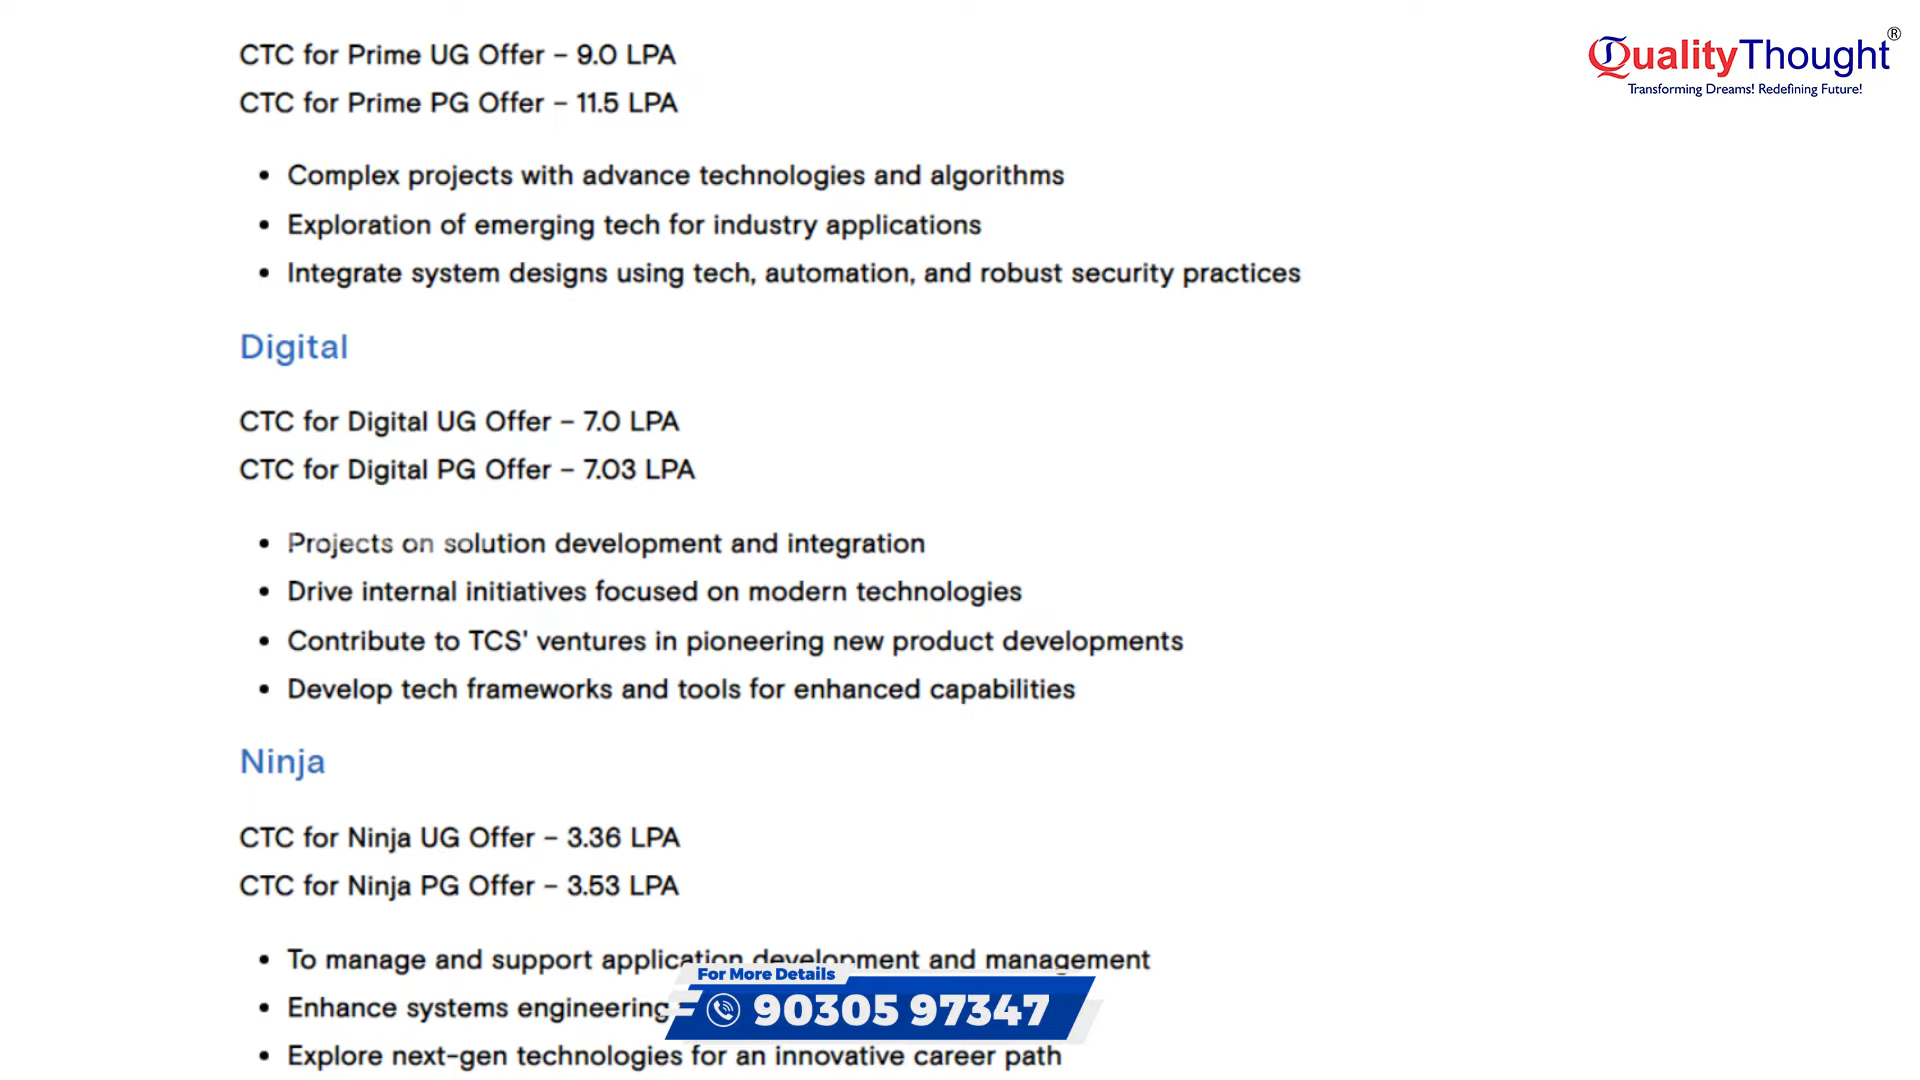 CTC for Prime UG Offer – 9.0 LPA
CTC for Prime PG Offer – 11.5 LPA
QualityThought®
Transforming Dreams! Redefining Future!
• Complex projects with advance technologies and algorithms
• Exploration of emerging tech for industry applications
• Integrate system designs using tech, automation, and robust security practices
Digital
CTC for Digital UG Offer – 7.0 LPA
CTC for Digital PG Offer – 7.03 LPA
• Projects on solution development and integration
• Drive internal initiatives focused on modern technologies
• Contribute to TCS' ventures in pioneering new product developments
• Develop tech frameworks and tools for enhanced capabilities
Ninja
CTC for Ninja UG Offer – 3.36 LPA
CTC for Ninja PG Offer – 3.53 LPA
• To manage and support application development and management
For More Details
• Enhance systems engineering
90305 97347
• Explore next-gen technologies for an innovative career path